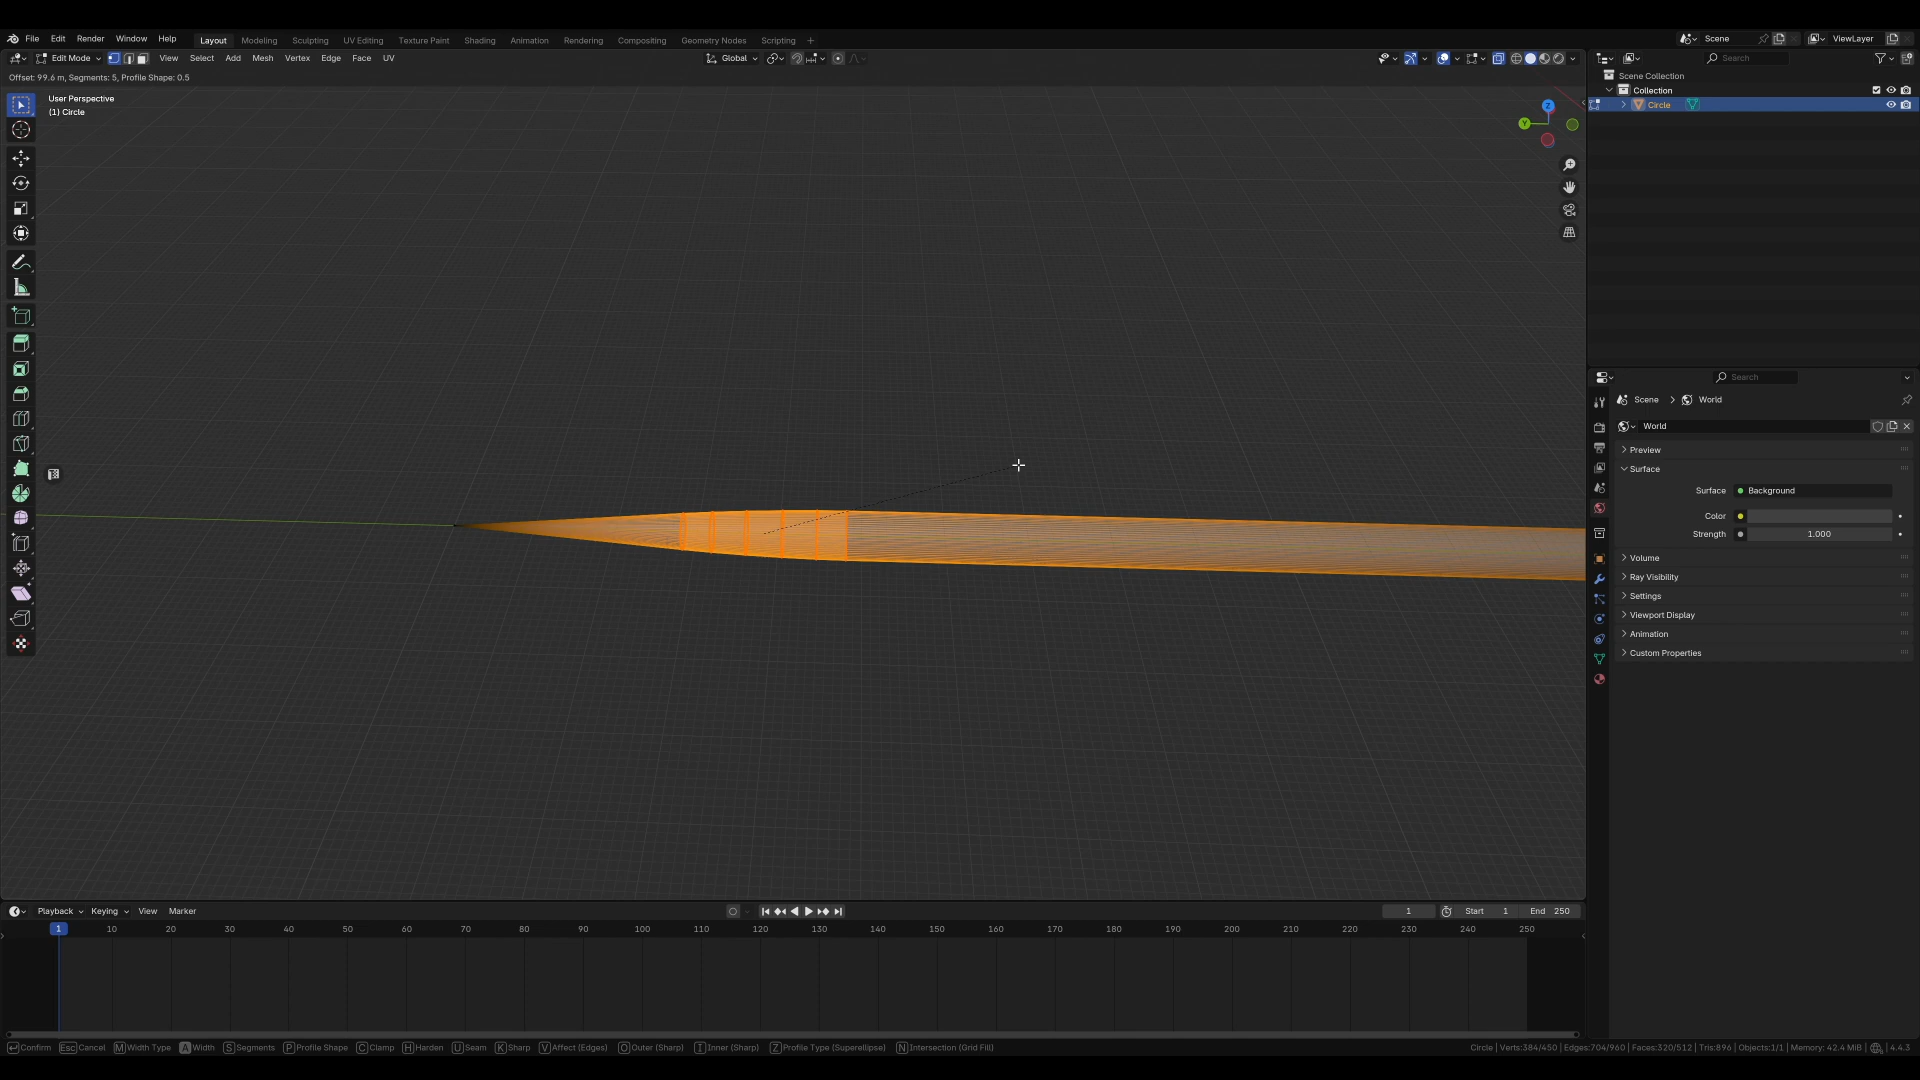 File Edit Render Window Help Layout Modeling Sculpting UV Editing Texture Paint Shading Animation Rendering Compositing Geometry Nodes Scripting + Scene ViewLayer
Edit Mode View Select Add Mesh Vertex Edge Face UV Global Search
Offset: 99.6 m, Segments: 5, Profile Shape: 0.5
Scene Collection
Collection
Circle
User Perspective
(1) Circle
Z
Y
Search
Scene > World
World
Preview
Surface
Surface Background
Color
Strength 1.000
Volume
Ray Visibility
Settings
Viewport Display
Animation
Custom Properties
Playback Keying View Marker 1 Start 1 End 250
1 10 20 30 40 50 60 70 80 90 100 110 120 130 140 150 160 170 180 190 200 210 220 230 240 250
Confirm Esc Cancel M Width Type A Width S Segments P Profile Shape C Clamp H Harden U Seam K Sharp V Affect (Edges) O Outer (Sharp) I Inner (Sharp) Z Profile Type (Superellipse) N Intersection (Grid Fill) Circle | Verts:384/450 | Edges:704/960 | Faces:320/512 | Tris:896 | Objects:1/1 | Memory: 42.4 MiB | 4.4.3